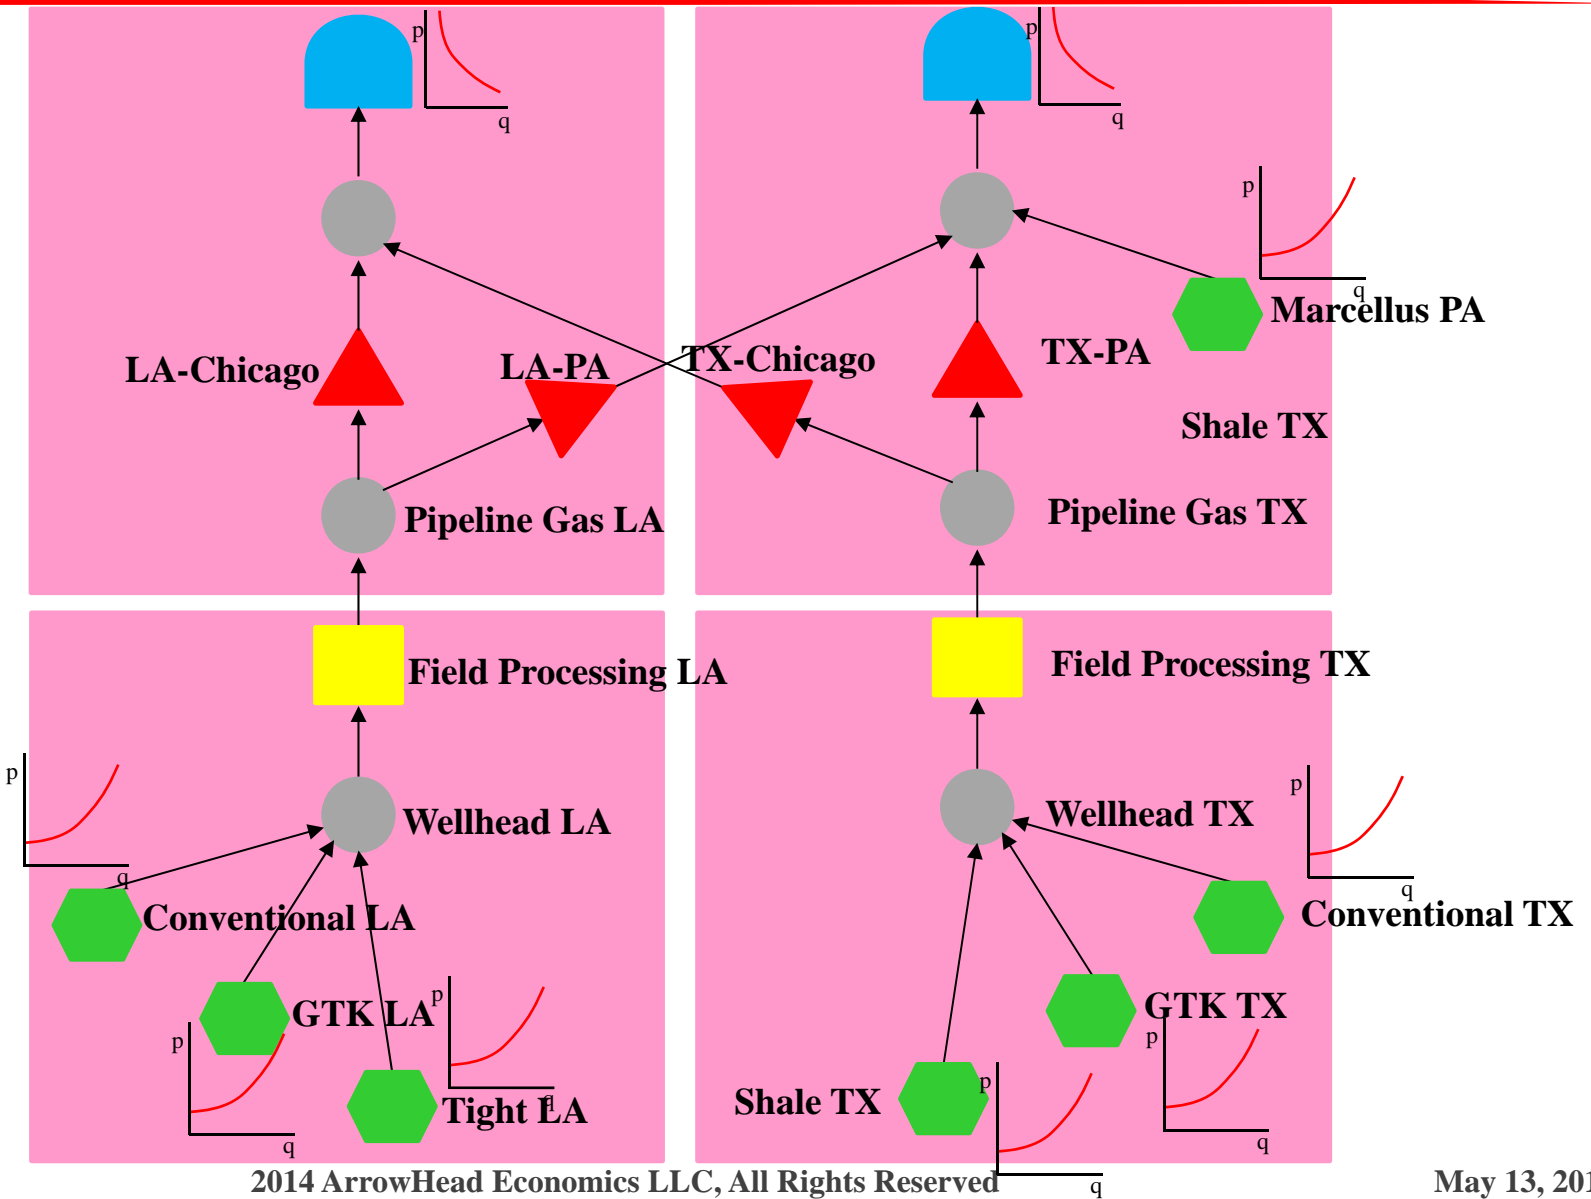 p
q
p
q
p
q
Marcellus PA
LA-Chicago
LA-PA
TX-Chicago
TX-PA
Shale TX
Pipeline Gas LA
Pipeline Gas TX
Field Processing LA
Field Processing TX
p
q
Wellhead LA
Wellhead TX
p
q
Conventional LA
Conventional TX
GTK LA
p
q
GTK TX
p
q
p
q
Tight LA
Shale TX
p
q
2014 ArrowHead Economics LLC, All Rights Reserved
May 13, 201